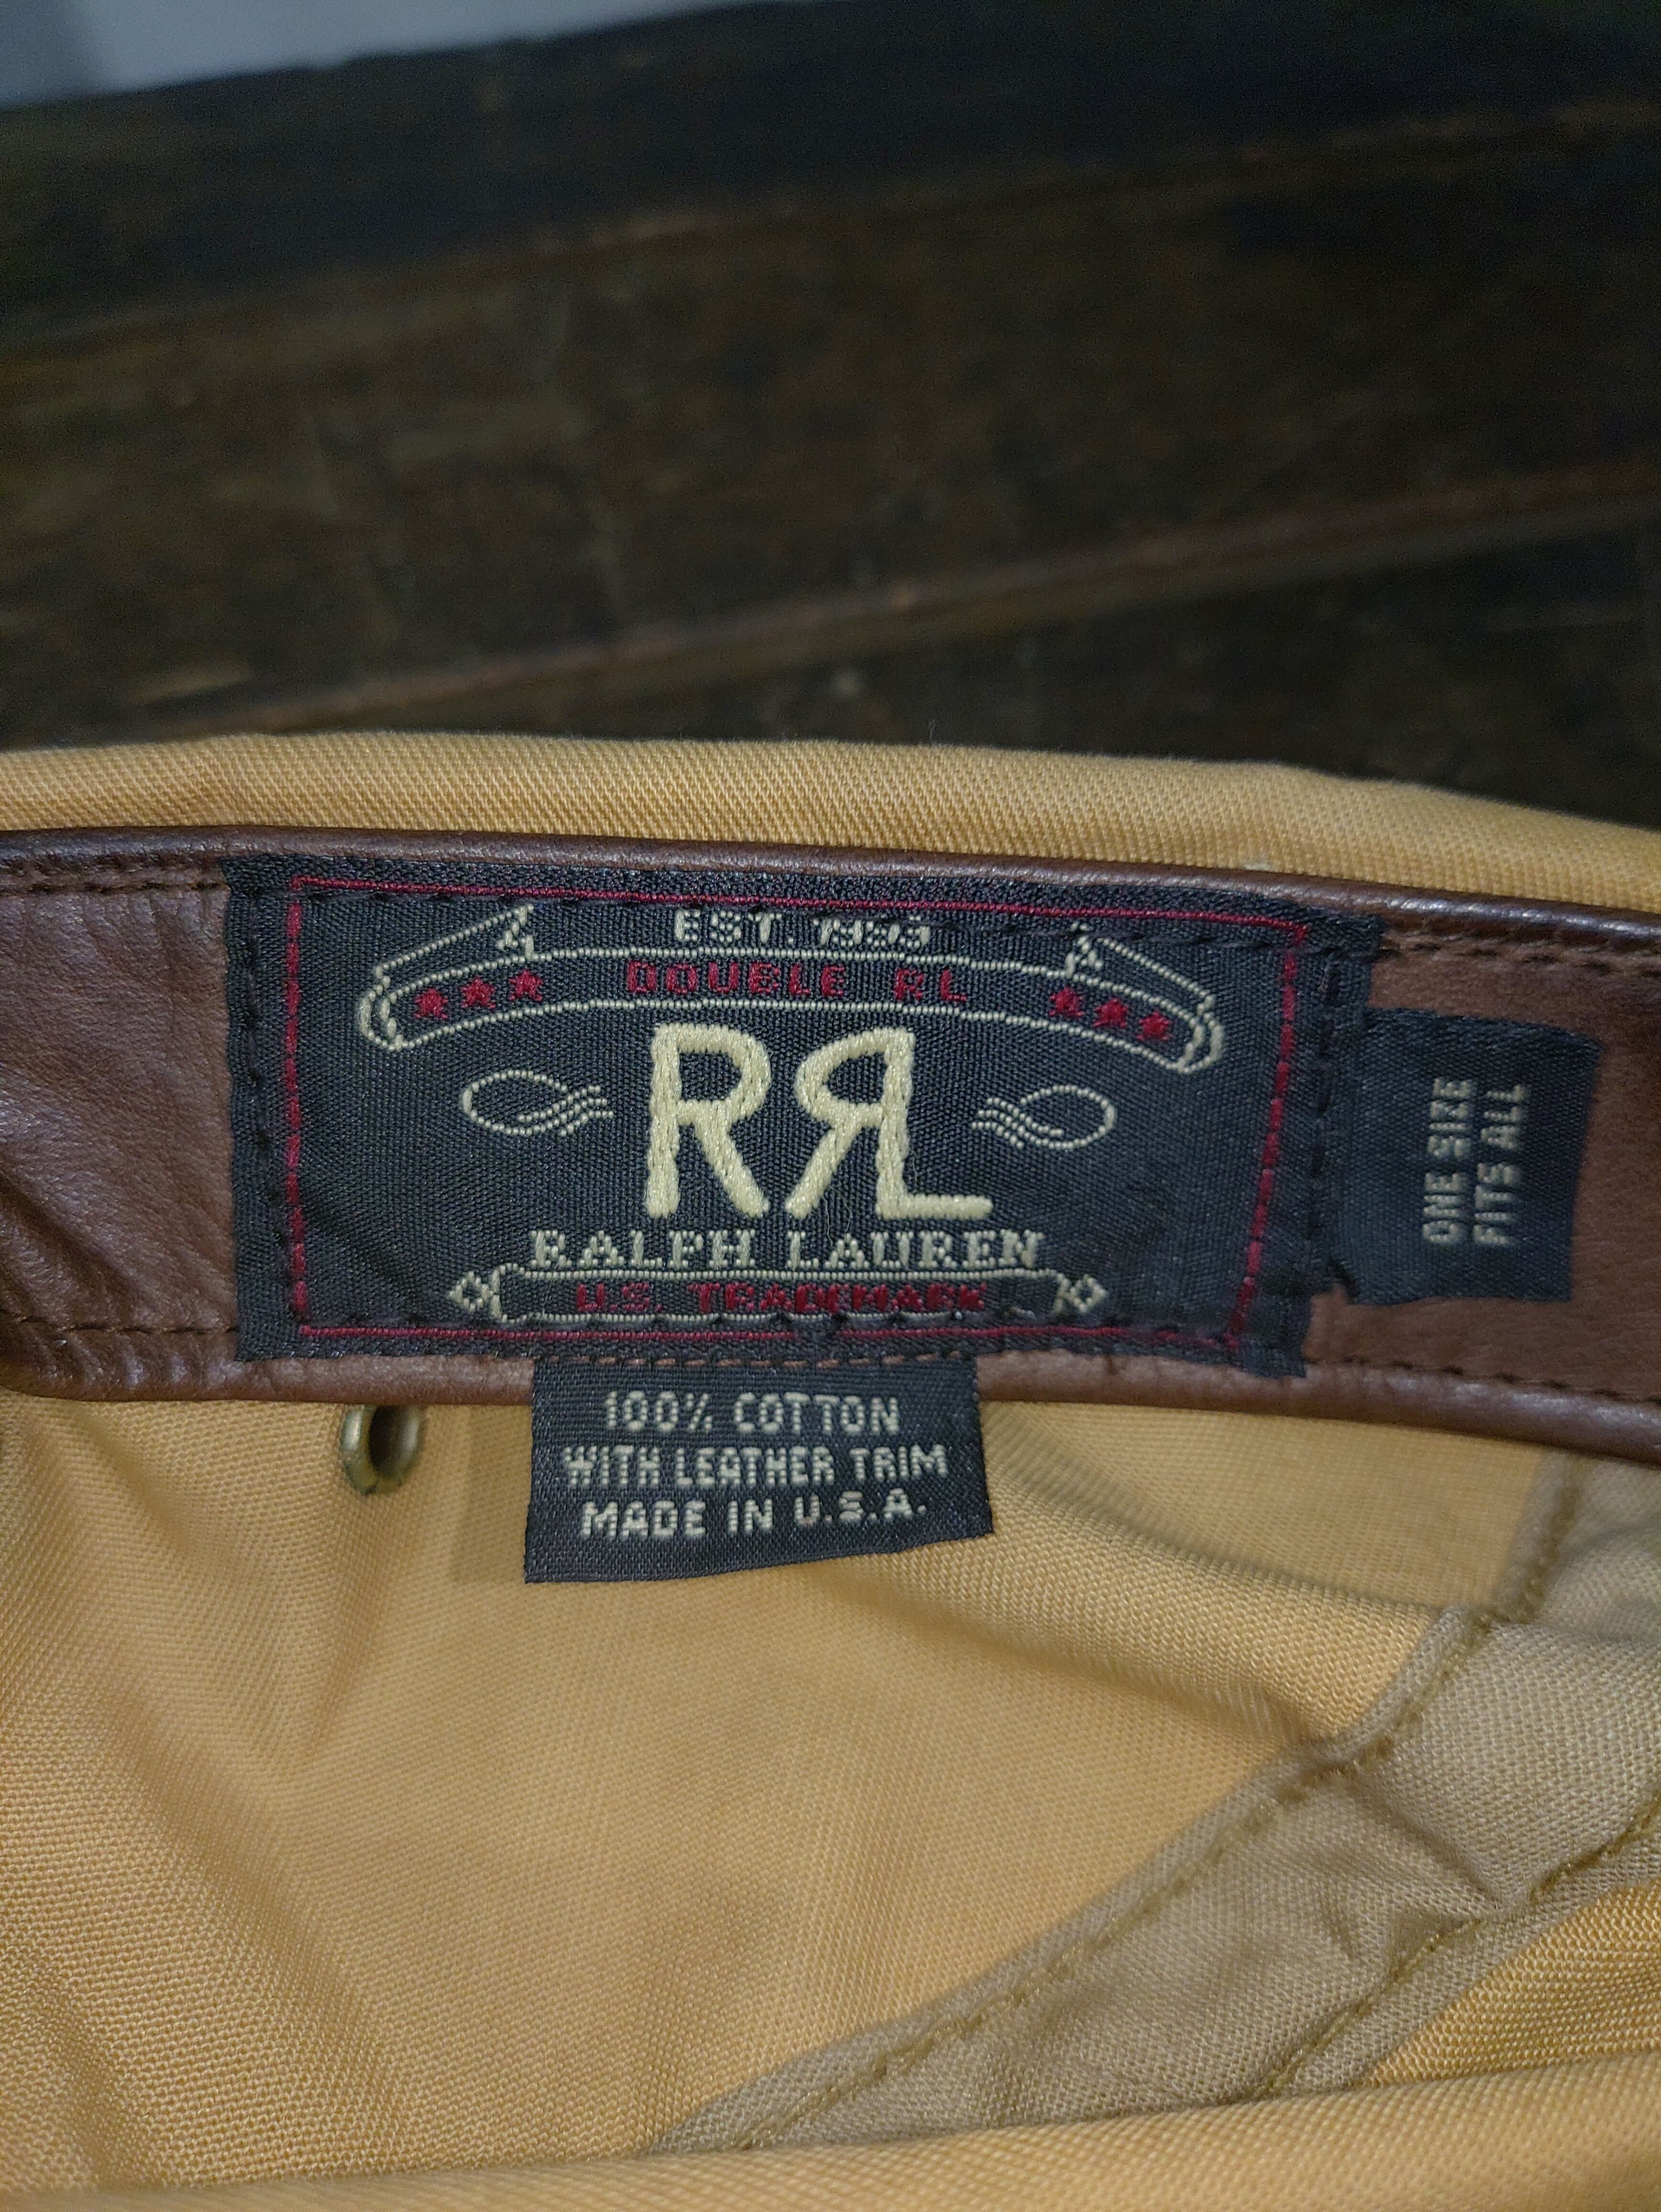 EST. 1993
DOUBLE RL
RRL
RALPH LAUREN
U.S. TRADEMARK
100% COTTON
WITH LEATHER TRIM
MADE IN U.S.A.
ONE SIZE
FITS ALL